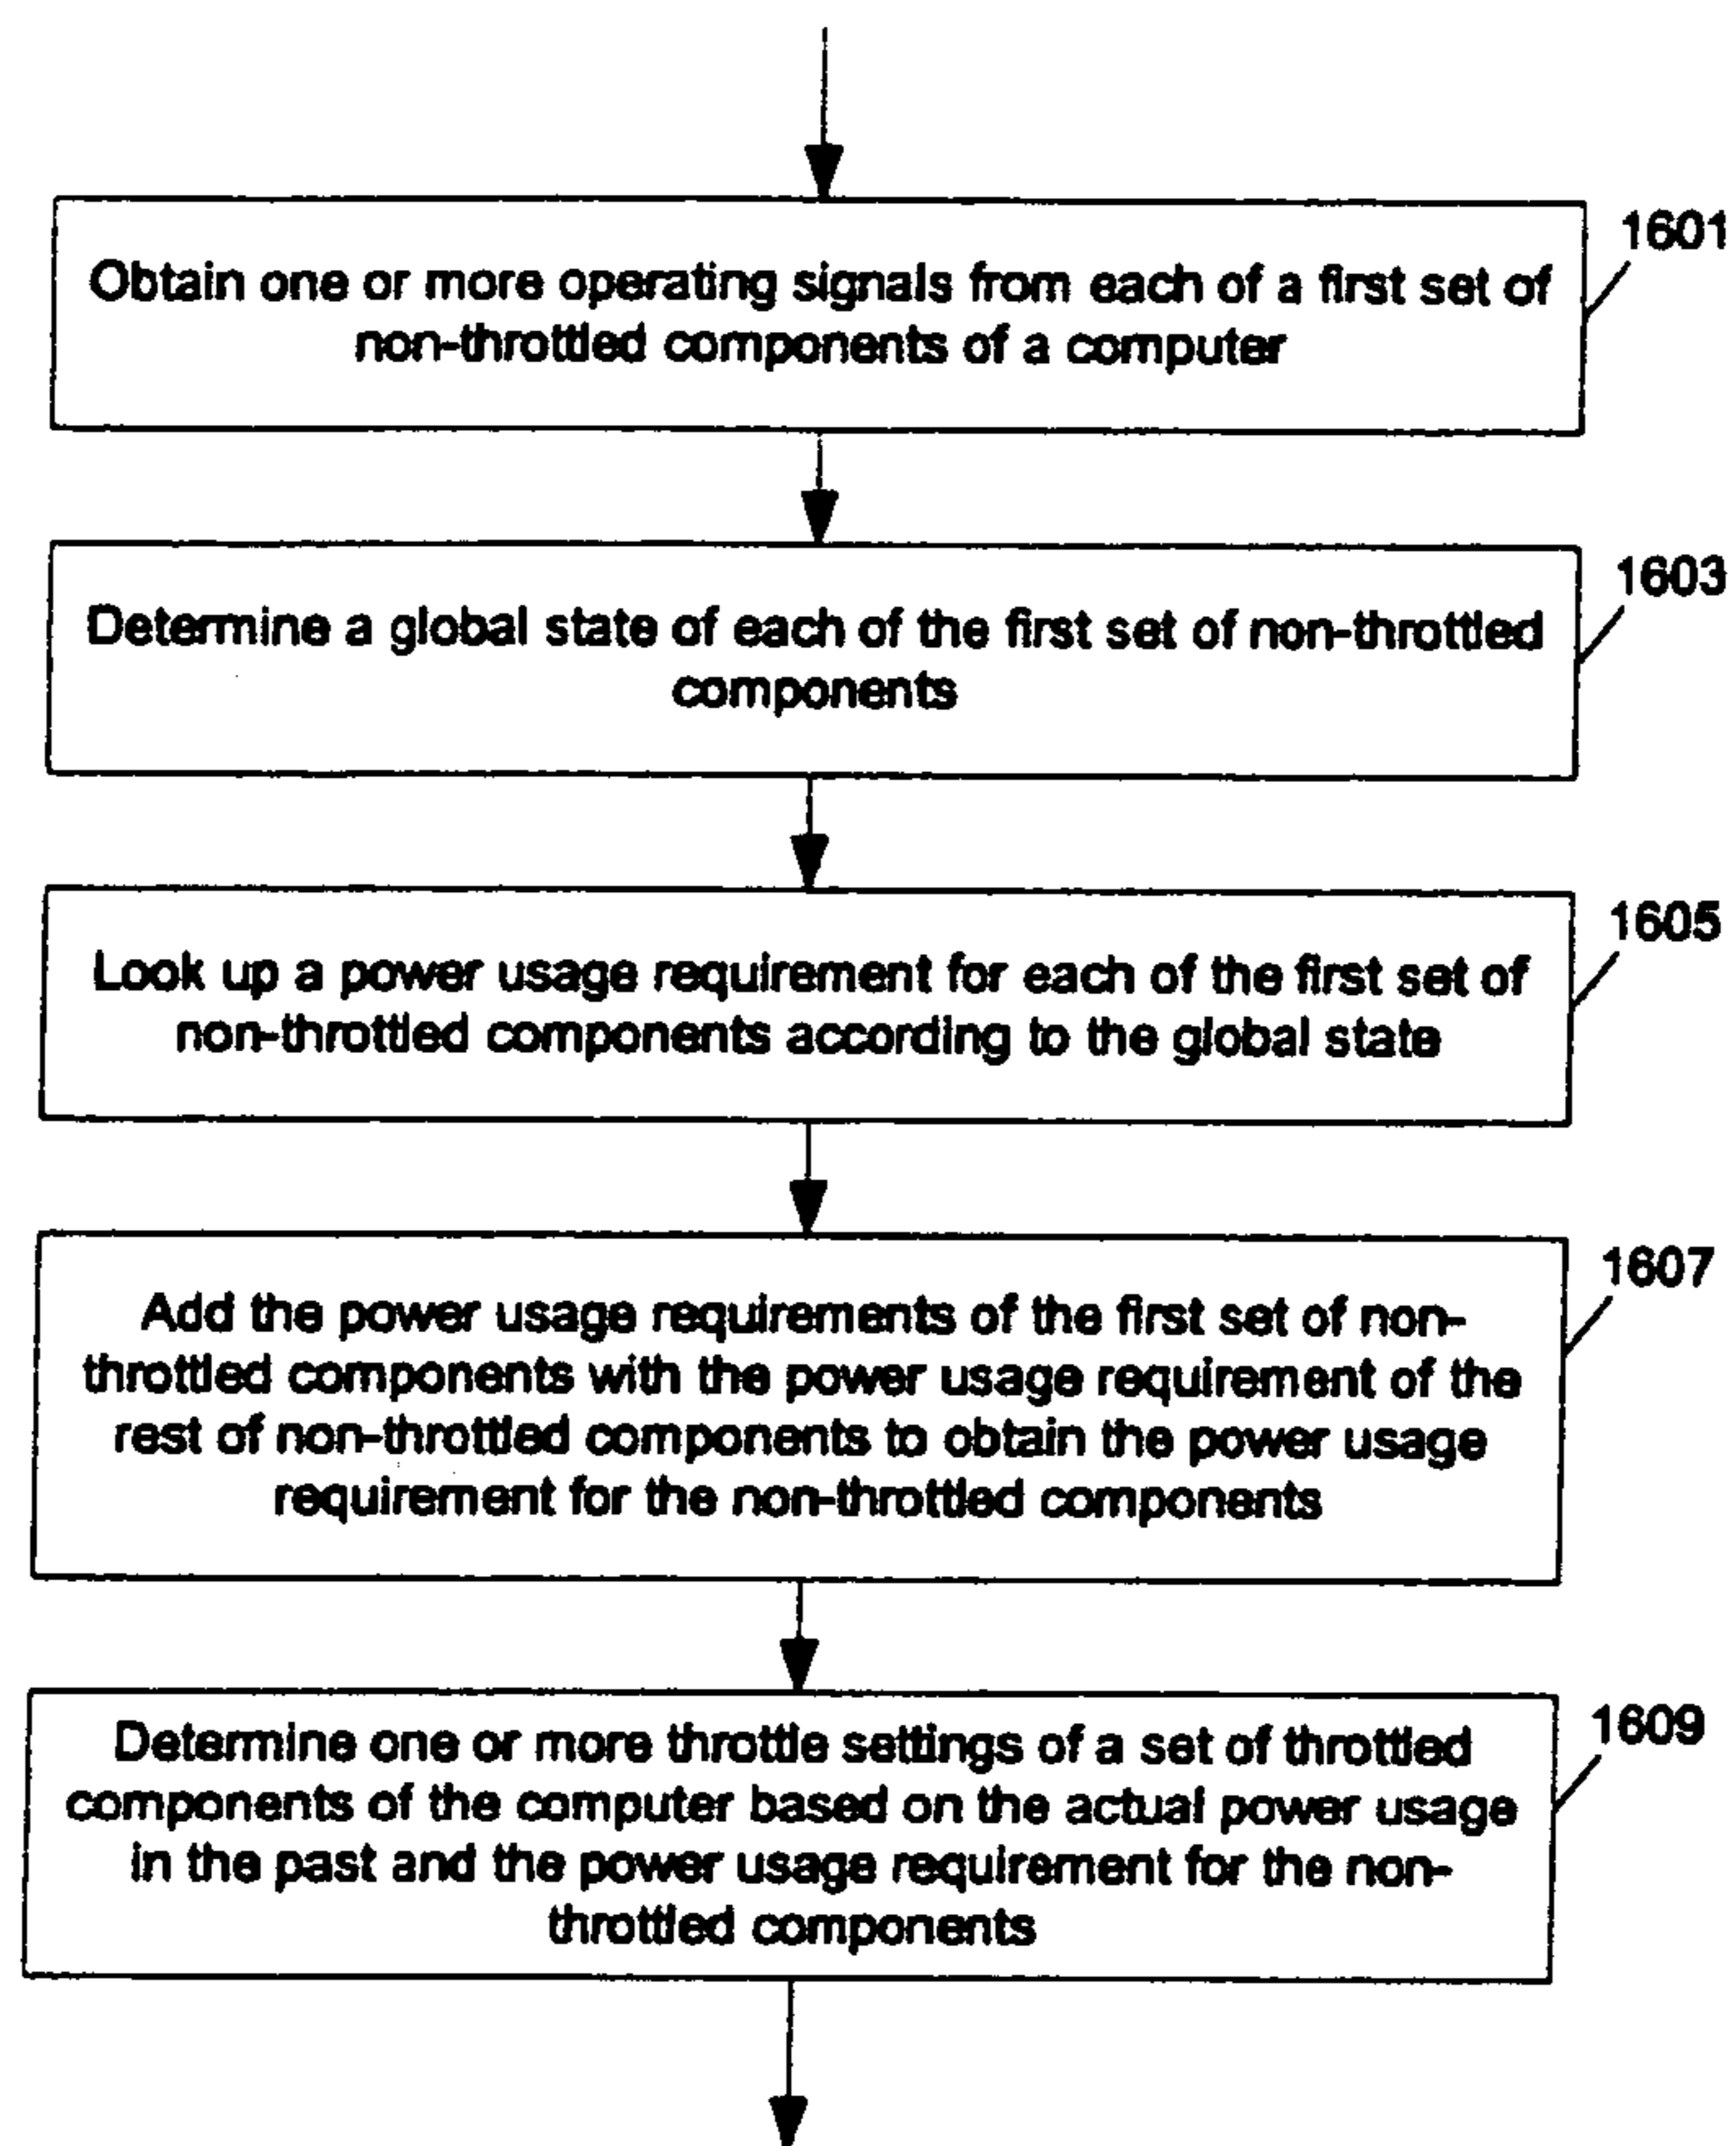 1601
Obtain one or more operating signals from each of a first set of
non-throttled components of a computer
1603
Determine a global state of each of the first set of non-throttled
components
1605
Look up a power usage requirement for each of the first set of
non-throttled components according to the global state
1607
Add the power usage requirements of the first set of non-
throttled components with the power usage requirement of the
rest of non-throttled components to obtain the power usage
requirement for the non-throttled components
1609
Determine one or more throttle settings of a set of throttled
components of the computer based on the actual power usage
in the past and the power usage requirement for the non-
throttled components